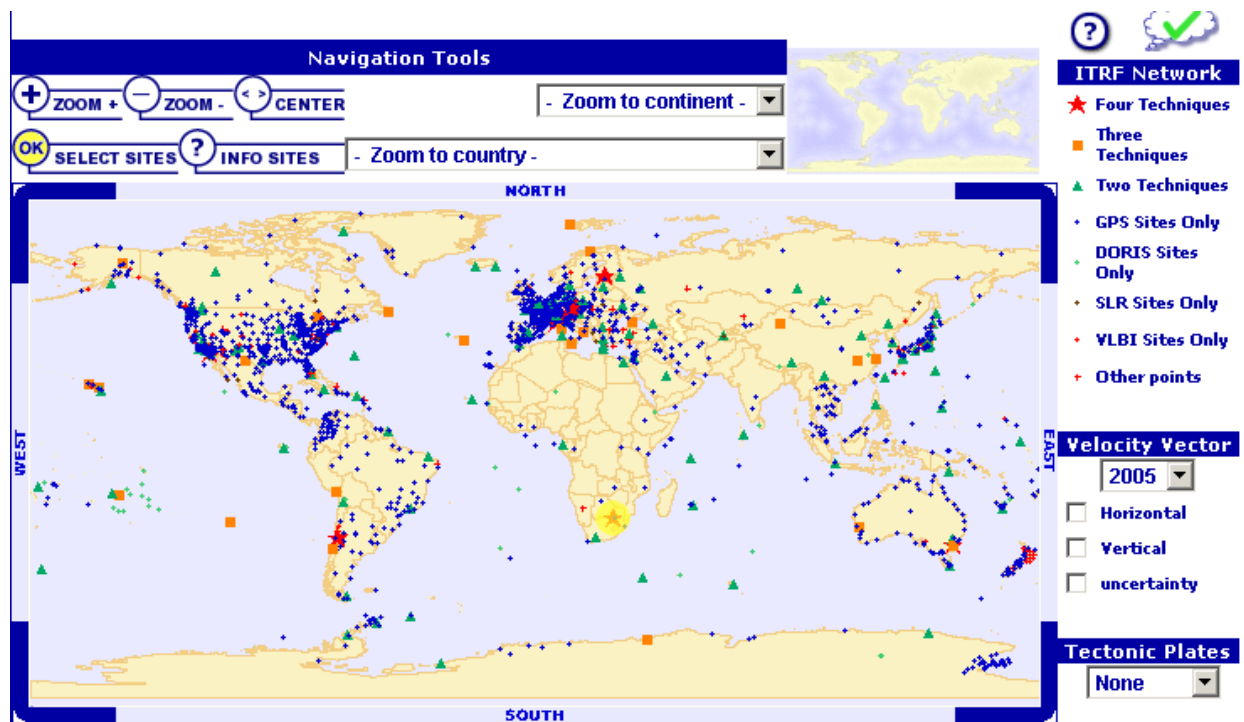 ?
Navigation Tools
ZOOM +
ZOOM -
CENTER
- Zoom to continent -
OK
SELECT SITES
?
INFO SITES
- Zoom to country -
NORTH
WEST
EAST
SOUTH
ITRF Network
Four Techniques
Three
Techniques
Two Techniques
GPS Sites Only
DORIS Sites
Only
SLR Sites Only
VLBI Sites Only
Other points
Velocity Vector
2005
Horizontal
Vertical
uncertainty
Tectonic Plates
None